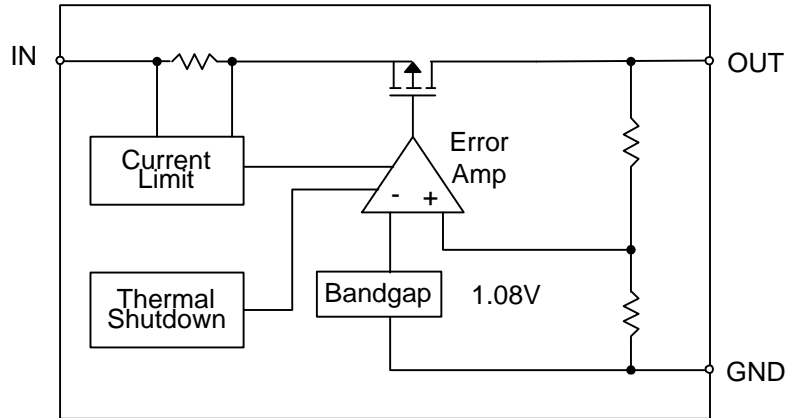 IN
OUT
Current
Limit
Error
Amp
- +
Thermal
Shutdown
Bandgap
1.08V
GND